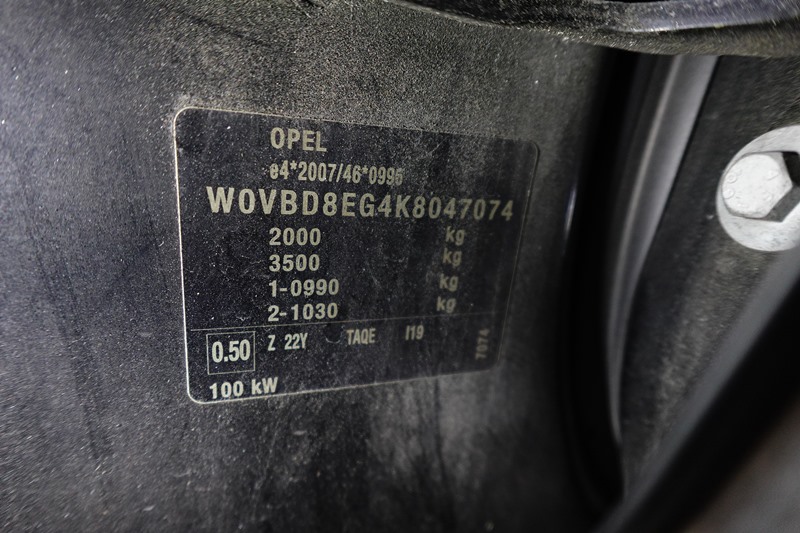 OPEL
e4*2007/46*0995
W0VBD8EG4K8047074
2000 kg
3500 kg
1-0990 kg
2-1030 kg
0.50 Z 22Y TAQE I19 7074
100 kW